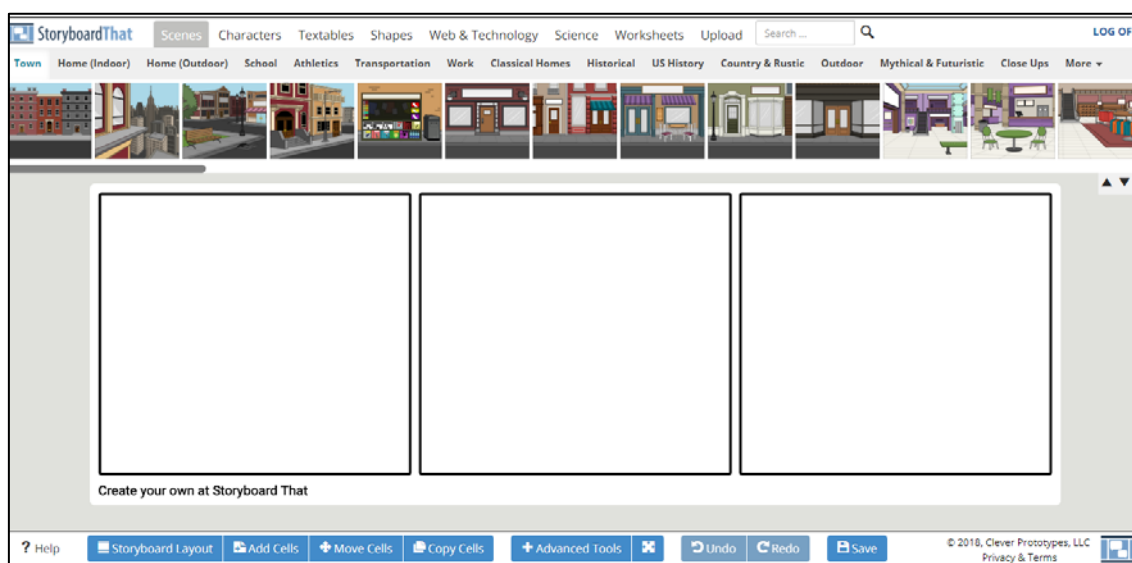 StoryboardThat Scenes Characters Textables Shapes Web & Technology Science Worksheets Upload Search ... LOG OF
Town Home (Indoor) Home (Outdoor) School Athletics Transportation Work Classical Homes Historical US History Country & Rustic Outdoor Mythical & Futuristic Close Ups More
Create your own at Storyboard That
? Help Storyboard Layout Add Cells Move Cells Copy Cells + Advanced Tools Undo Redo Save © 2018, Clever Prototypes, LLC
Privacy & Terms